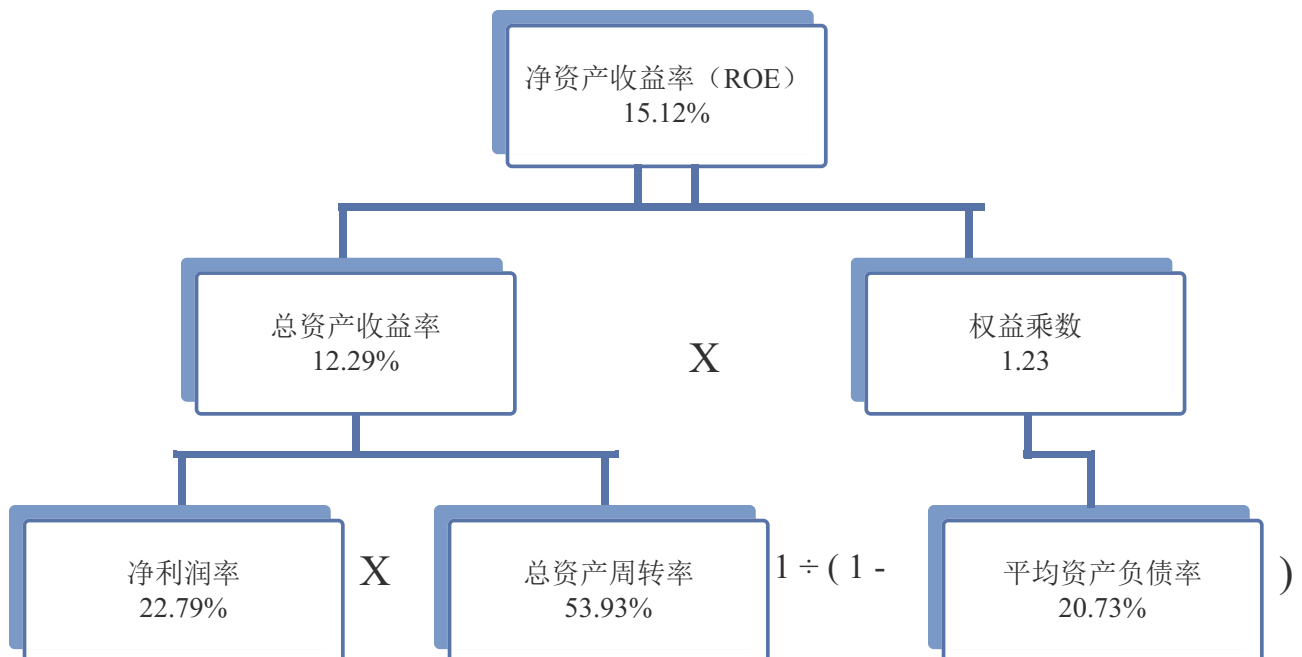 净资产收益率（ROE）
15.12%
总资产收益率
12.29%
X
权益乘数
1.23
净利润率
22.79%
X
总资产周转率
53.93%
1 ÷ ( 1 -
平均资产负债率
20.73%
)